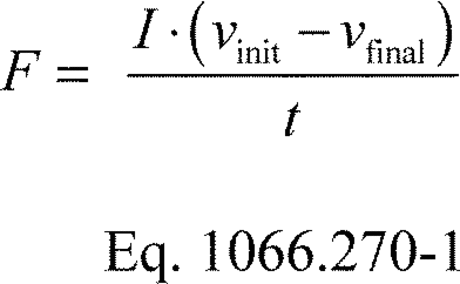 F = I · (v_init − v_final) / t
Eq. 1066.270-1